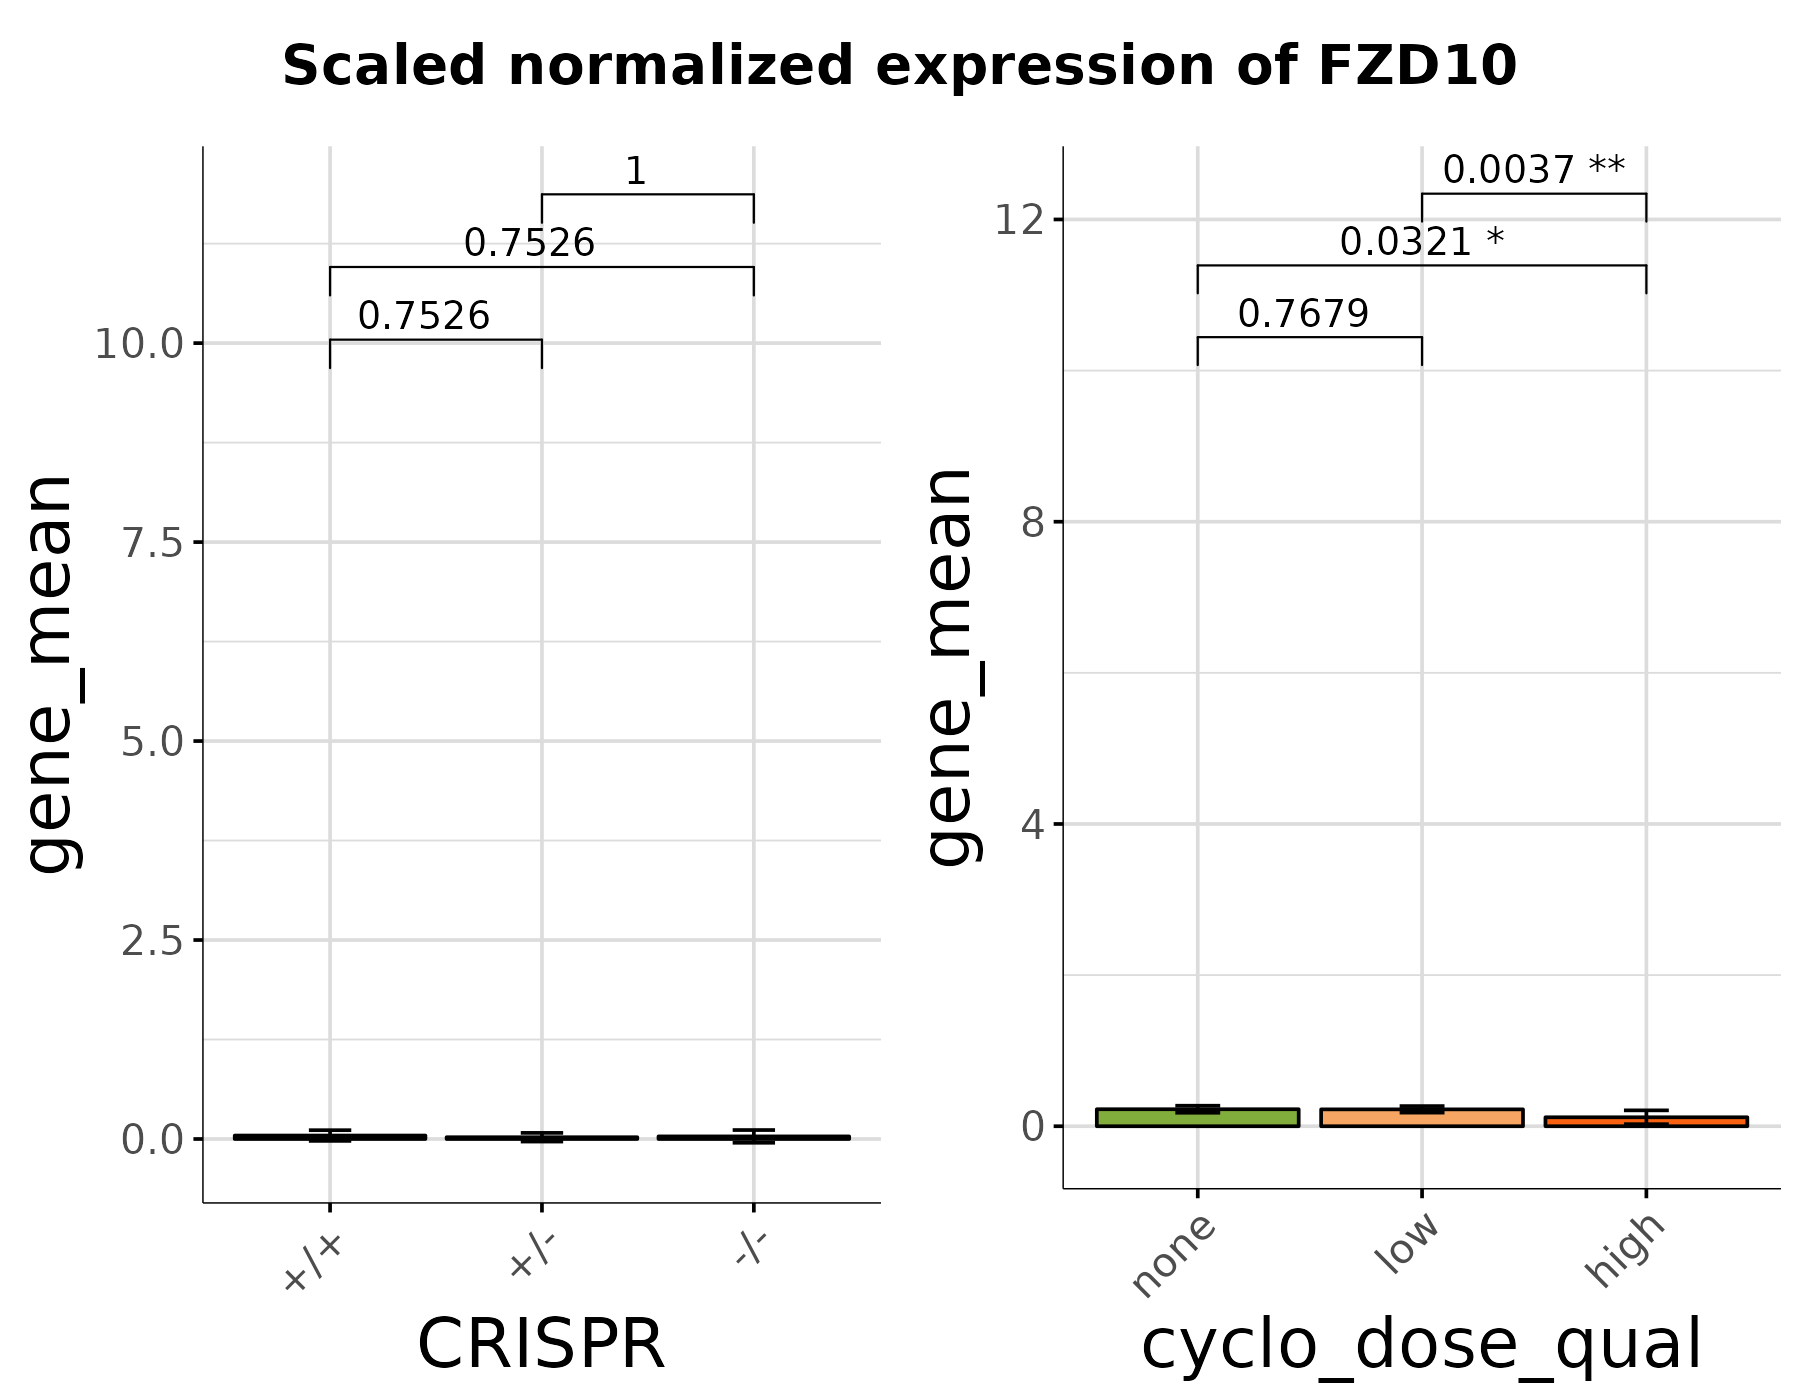 Scaled normalized expression of FZD10
gene_mean
10.0
7.5
5.0
2.5
0.0
1
0.7526
0.7526
+/+
+/-
-/-
CRISPR
gene_mean
12
8
4
0
0.0037 **
0.0321 *
0.7679
none
low
high
cyclo_dose_qual